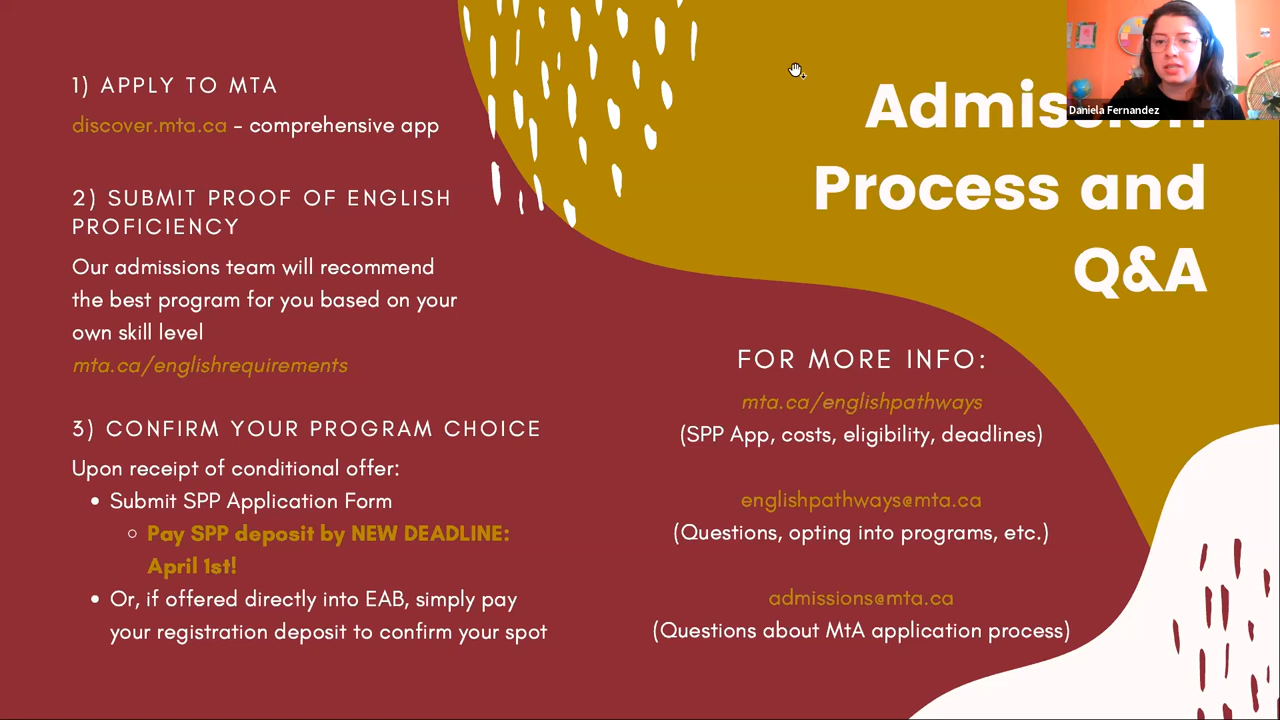 1) APPLY TO MTA
discover.mta.ca - comprehensive app
2) SUBMIT PROOF OF ENGLISH
PROFICIENCY
Our admissions team will recommend
the best program for you based on your
own skill level
mta.ca/englishrequirements
3) CONFIRM YOUR PROGRAM CHOICE
Upon receipt of conditional offer:
• Submit SPP Application Form
○ Pay SPP deposit by NEW DEADLINE:
April 1st!
• Or, if offered directly into EAB, simply pay
your registration deposit to confirm your spot
Daniela Fernandez
Admission
Process and
Q&A
FOR MORE INFO:
mta.ca/englishpathways
(SPP App, costs, eligibility, deadlines)
englishpathways@mta.ca
(Questions, opting into programs, etc.)
admissions@mta.ca
(Questions about MtA application process)